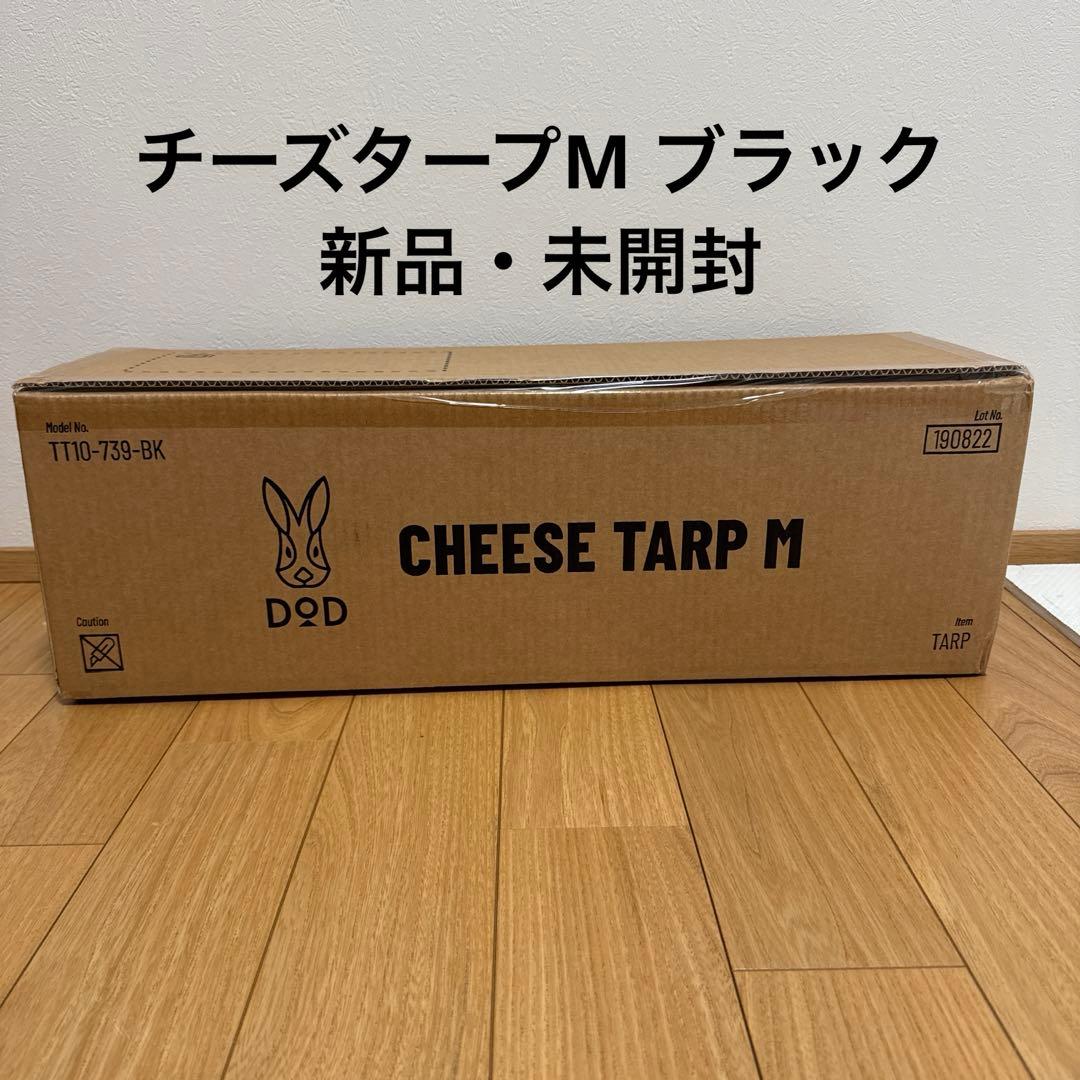 チーズタープM ブラック
新品・未開封
Model No.
TT10-739-BK
Lot No.
190822
DOD
CHEESE TARP M
Caution
Item
TARP